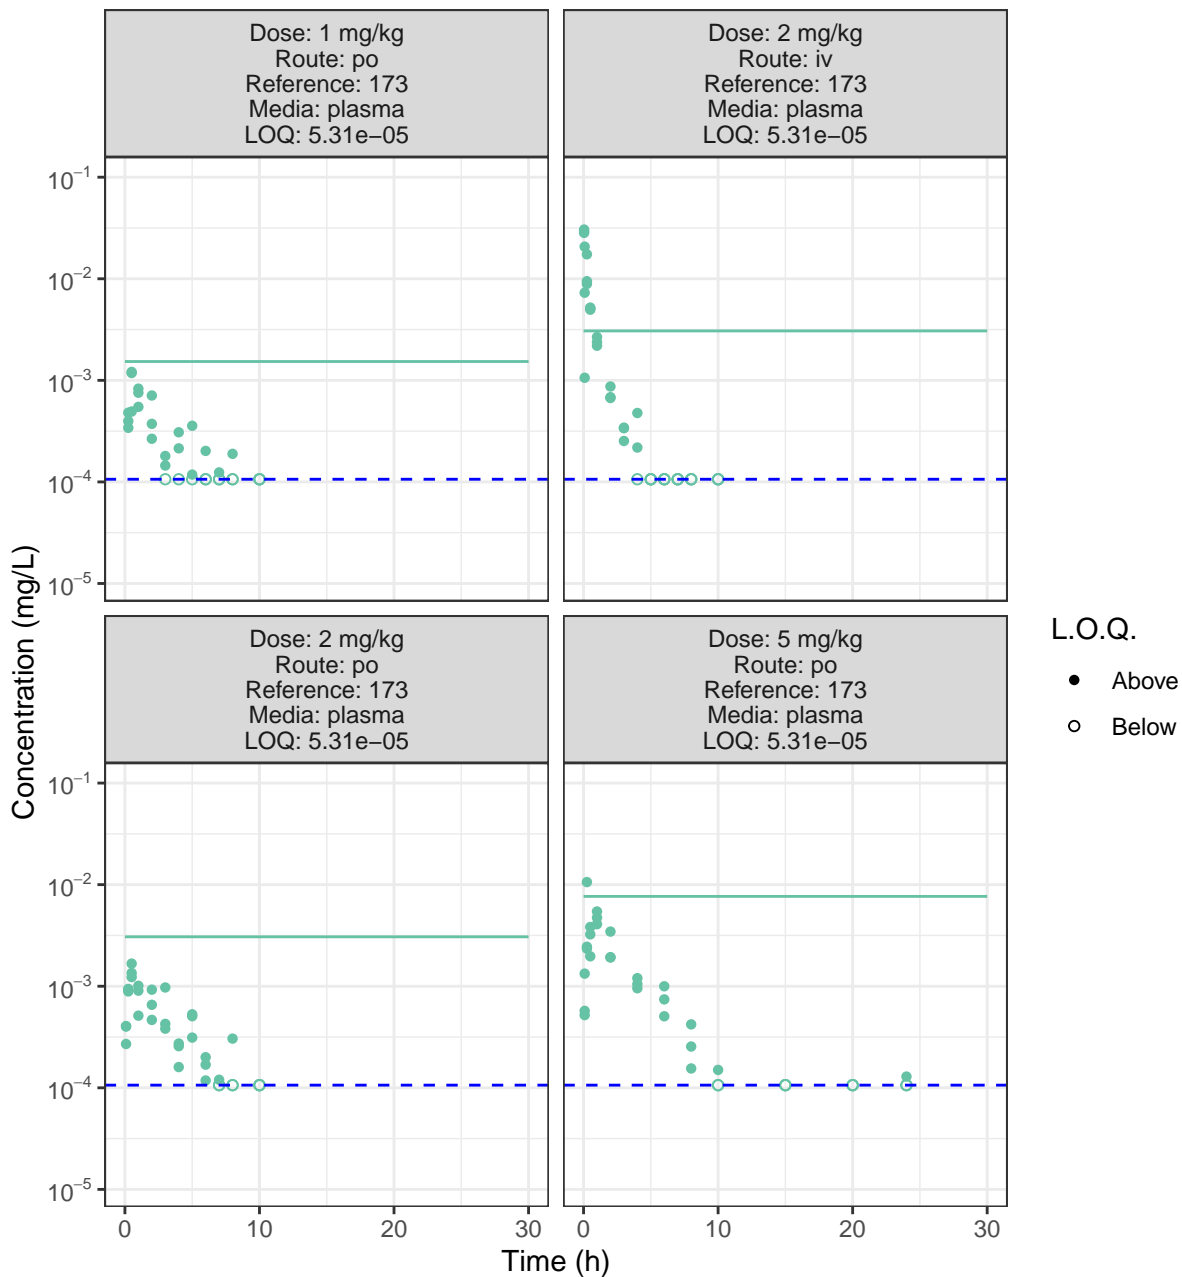 Dose: 1 mg/kg
Route: po
Reference: 173
Media: plasma
LOQ: 5.31e−05
Dose: 2 mg/kg
Route: iv
Reference: 173
Media: plasma
LOQ: 5.31e−05
10⁻¹
10⁻²
10⁻³
10⁻⁴
10⁻⁵
Dose: 2 mg/kg
Route: po
Reference: 173
Media: plasma
LOQ: 5.31e−05
Dose: 5 mg/kg
Route: po
Reference: 173
Media: plasma
LOQ: 5.31e−05
10⁻¹
10⁻²
10⁻³
10⁻⁴
10⁻⁵
0 10 20 30
0 10 20 30
Time (h)
Concentration (mg/L)
L.O.Q.
Above
Below